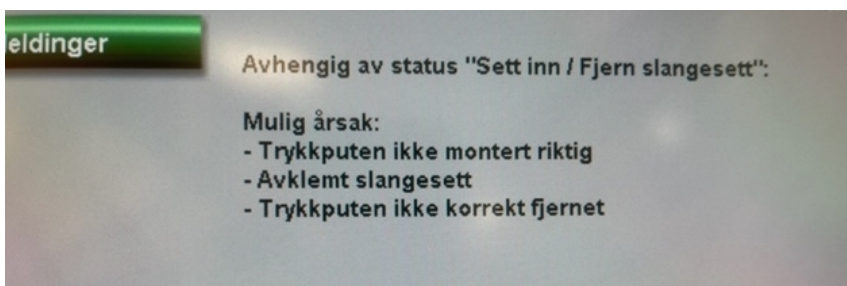 eldinger
Avhengig av status "Sett inn / Fjern slangesett":
Mulig årsak:
- Trykkputen ikke montert riktig
- Avklemt slangesett
- Trykkputen ikke korrekt fjernet